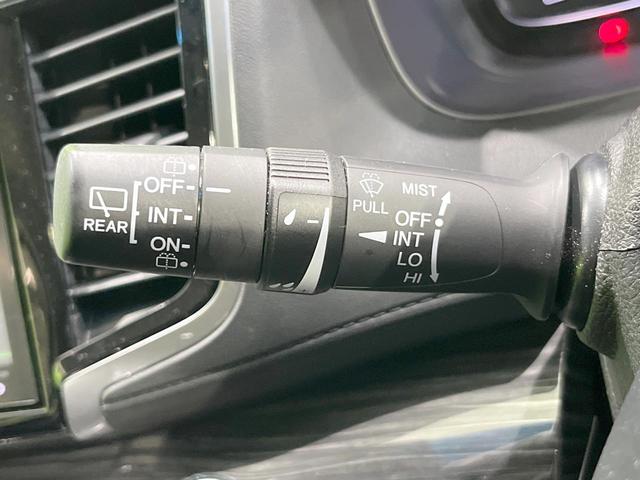 REAR
OFF
INT
ON
PULL
MIST
OFF
INT
LO
HI